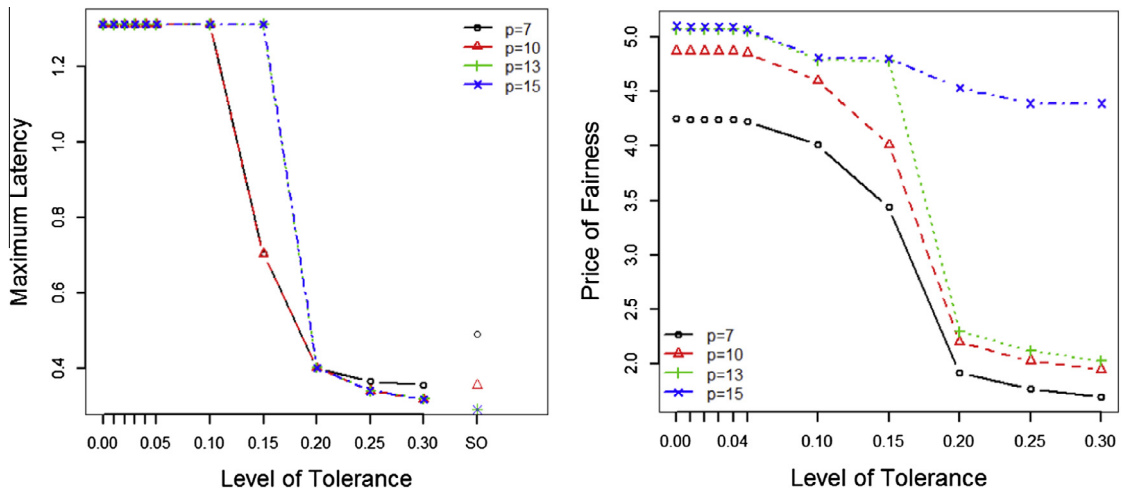 Maximum Latency
1.2
1.0
0.8
0.6
0.4
p=7
p=10
p=13
p=15
0.00 0.05 0.10 0.15 0.20 0.25 0.30 SO
Level of Tolerance
Price of Fairness
5.0
4.5
4.0
3.5
3.0
2.5
2.0
p=7
p=10
p=13
p=15
0.00 0.04 0.10 0.15 0.20 0.25 0.30
Level of Tolerance